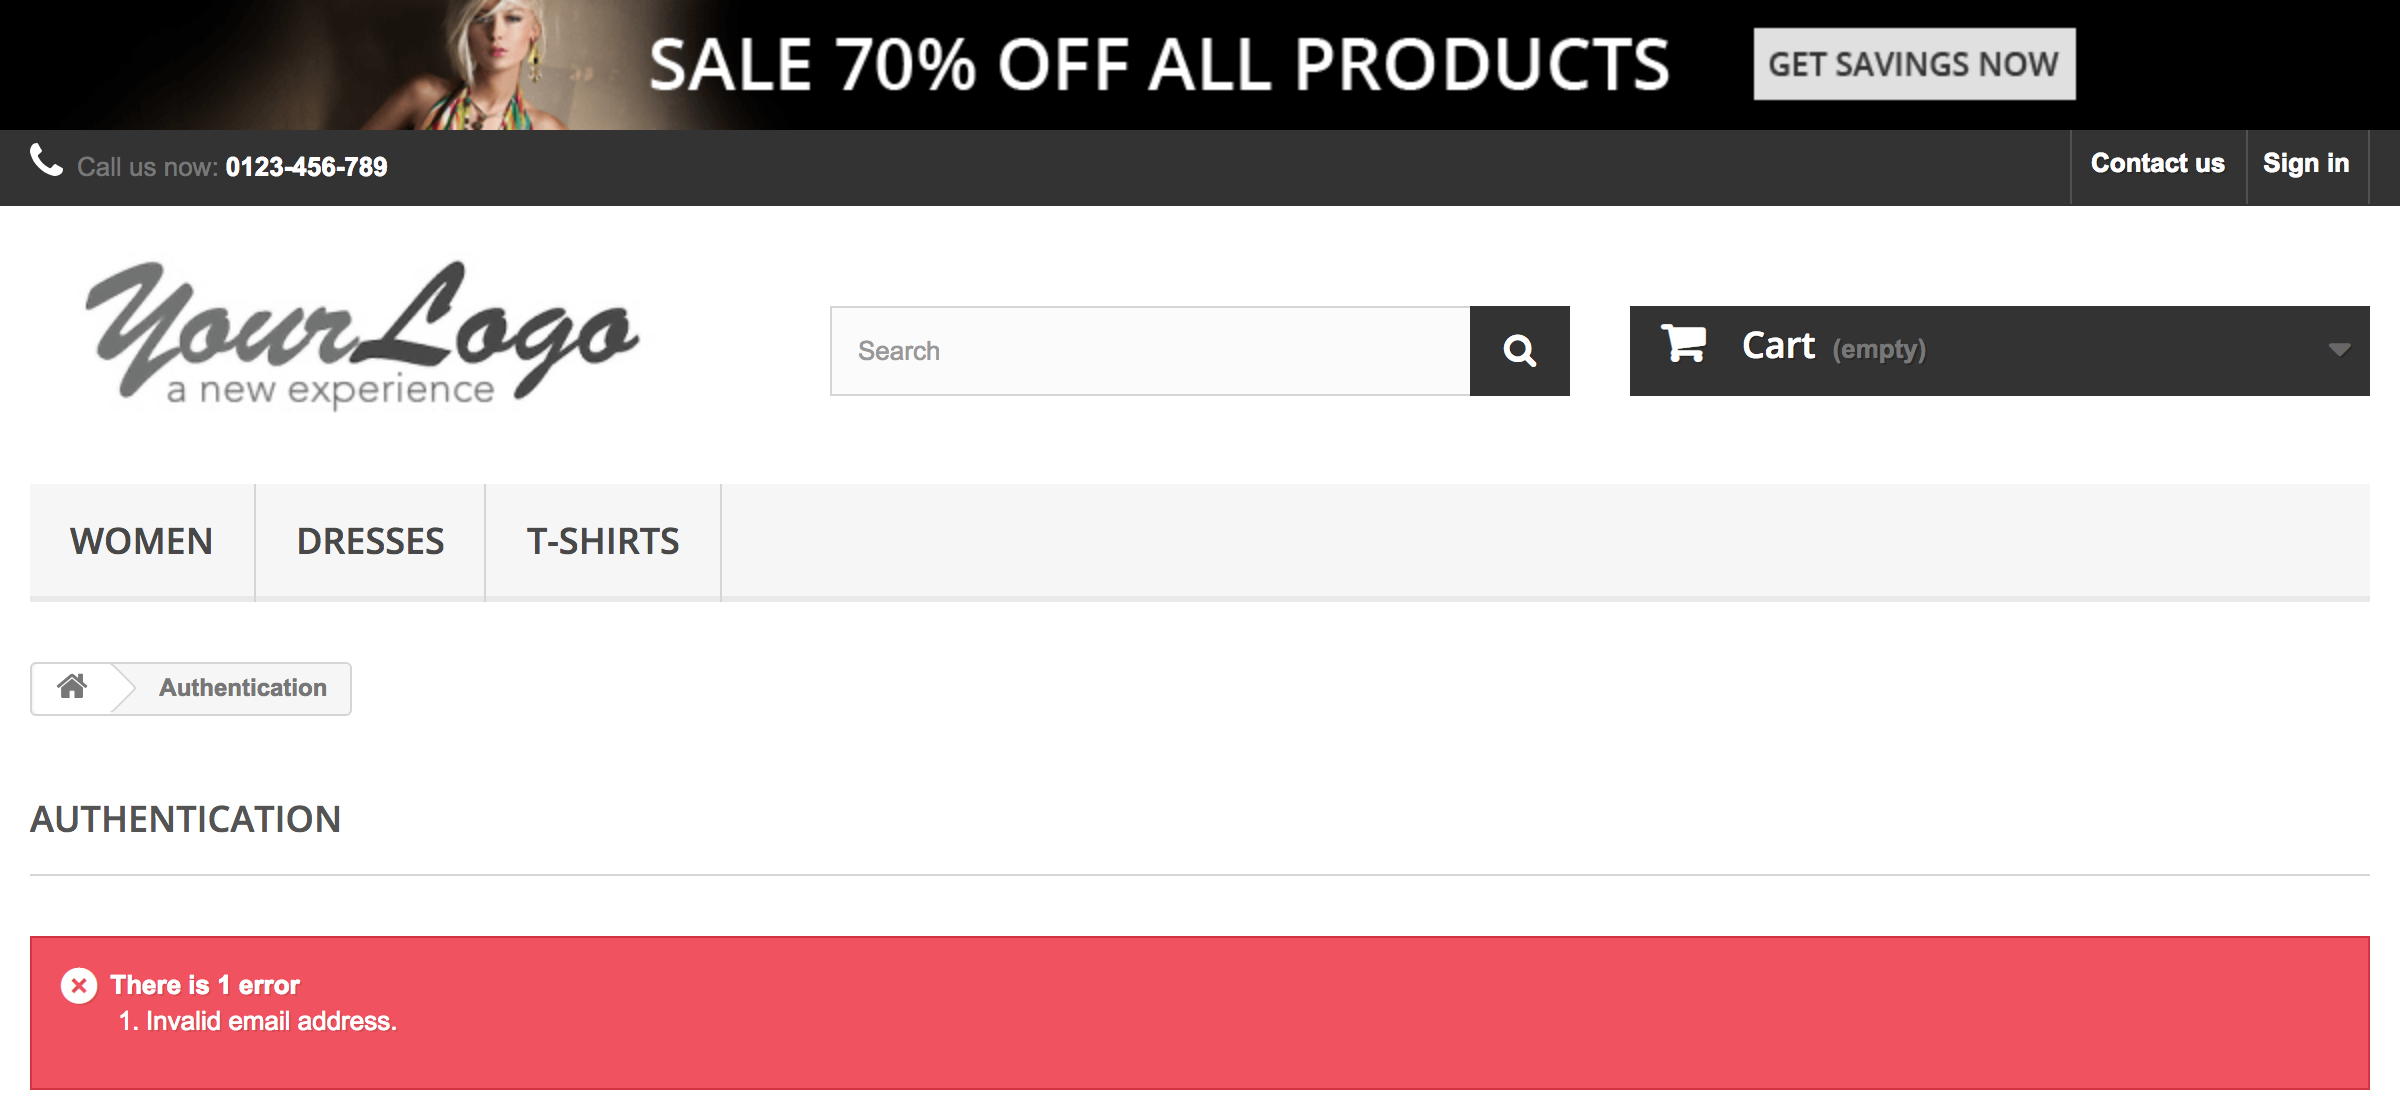 SALE 70% OFF ALL PRODUCTS
GET SAVINGS NOW
Call us now: 0123-456-789
Contact us
Sign in
YourLogo
a new experience
Search
Cart (empty)
WOMEN
DRESSES
T-SHIRTS
Authentication
AUTHENTICATION
There is 1 error
1. Invalid email address.